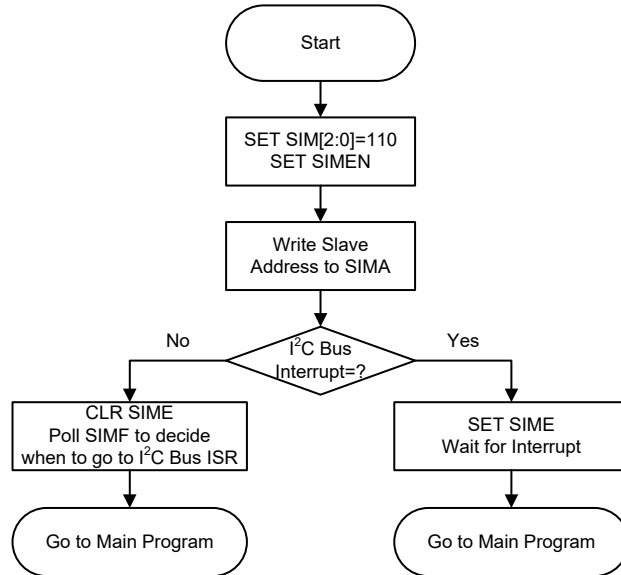 Start
SET SIM[2:0]=110
SET SIMEN
Write Slave
Address to SIMA
No
I²C Bus
Interrupt=?
Yes
CLR SIME
Poll SIMF to decide
when to go to I²C Bus ISR
SET SIME
Wait for Interrupt
Go to Main Program
Go to Main Program